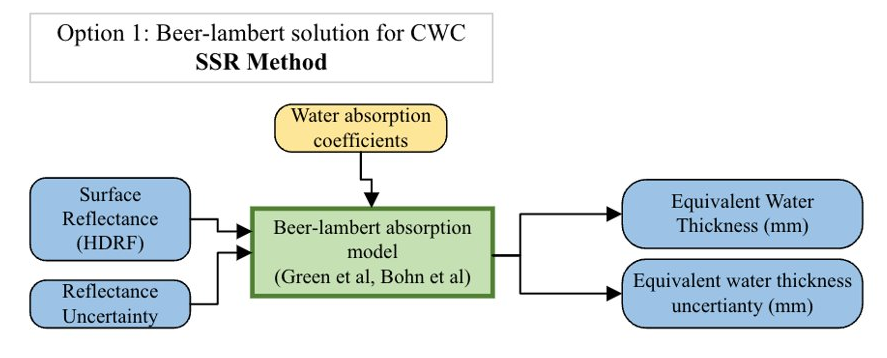 Option 1: Beer-lambert solution for CWC
SSR Method
Water absorption
coefficients
Surface
Reflectance
(HDRF)
Reflectance
Uncertainty
Beer-lambert absorption
model
(Green et al, Bohn et al)
Equivalent Water
Thickness (mm)
Equivalent water thickness
uncertianty (mm)